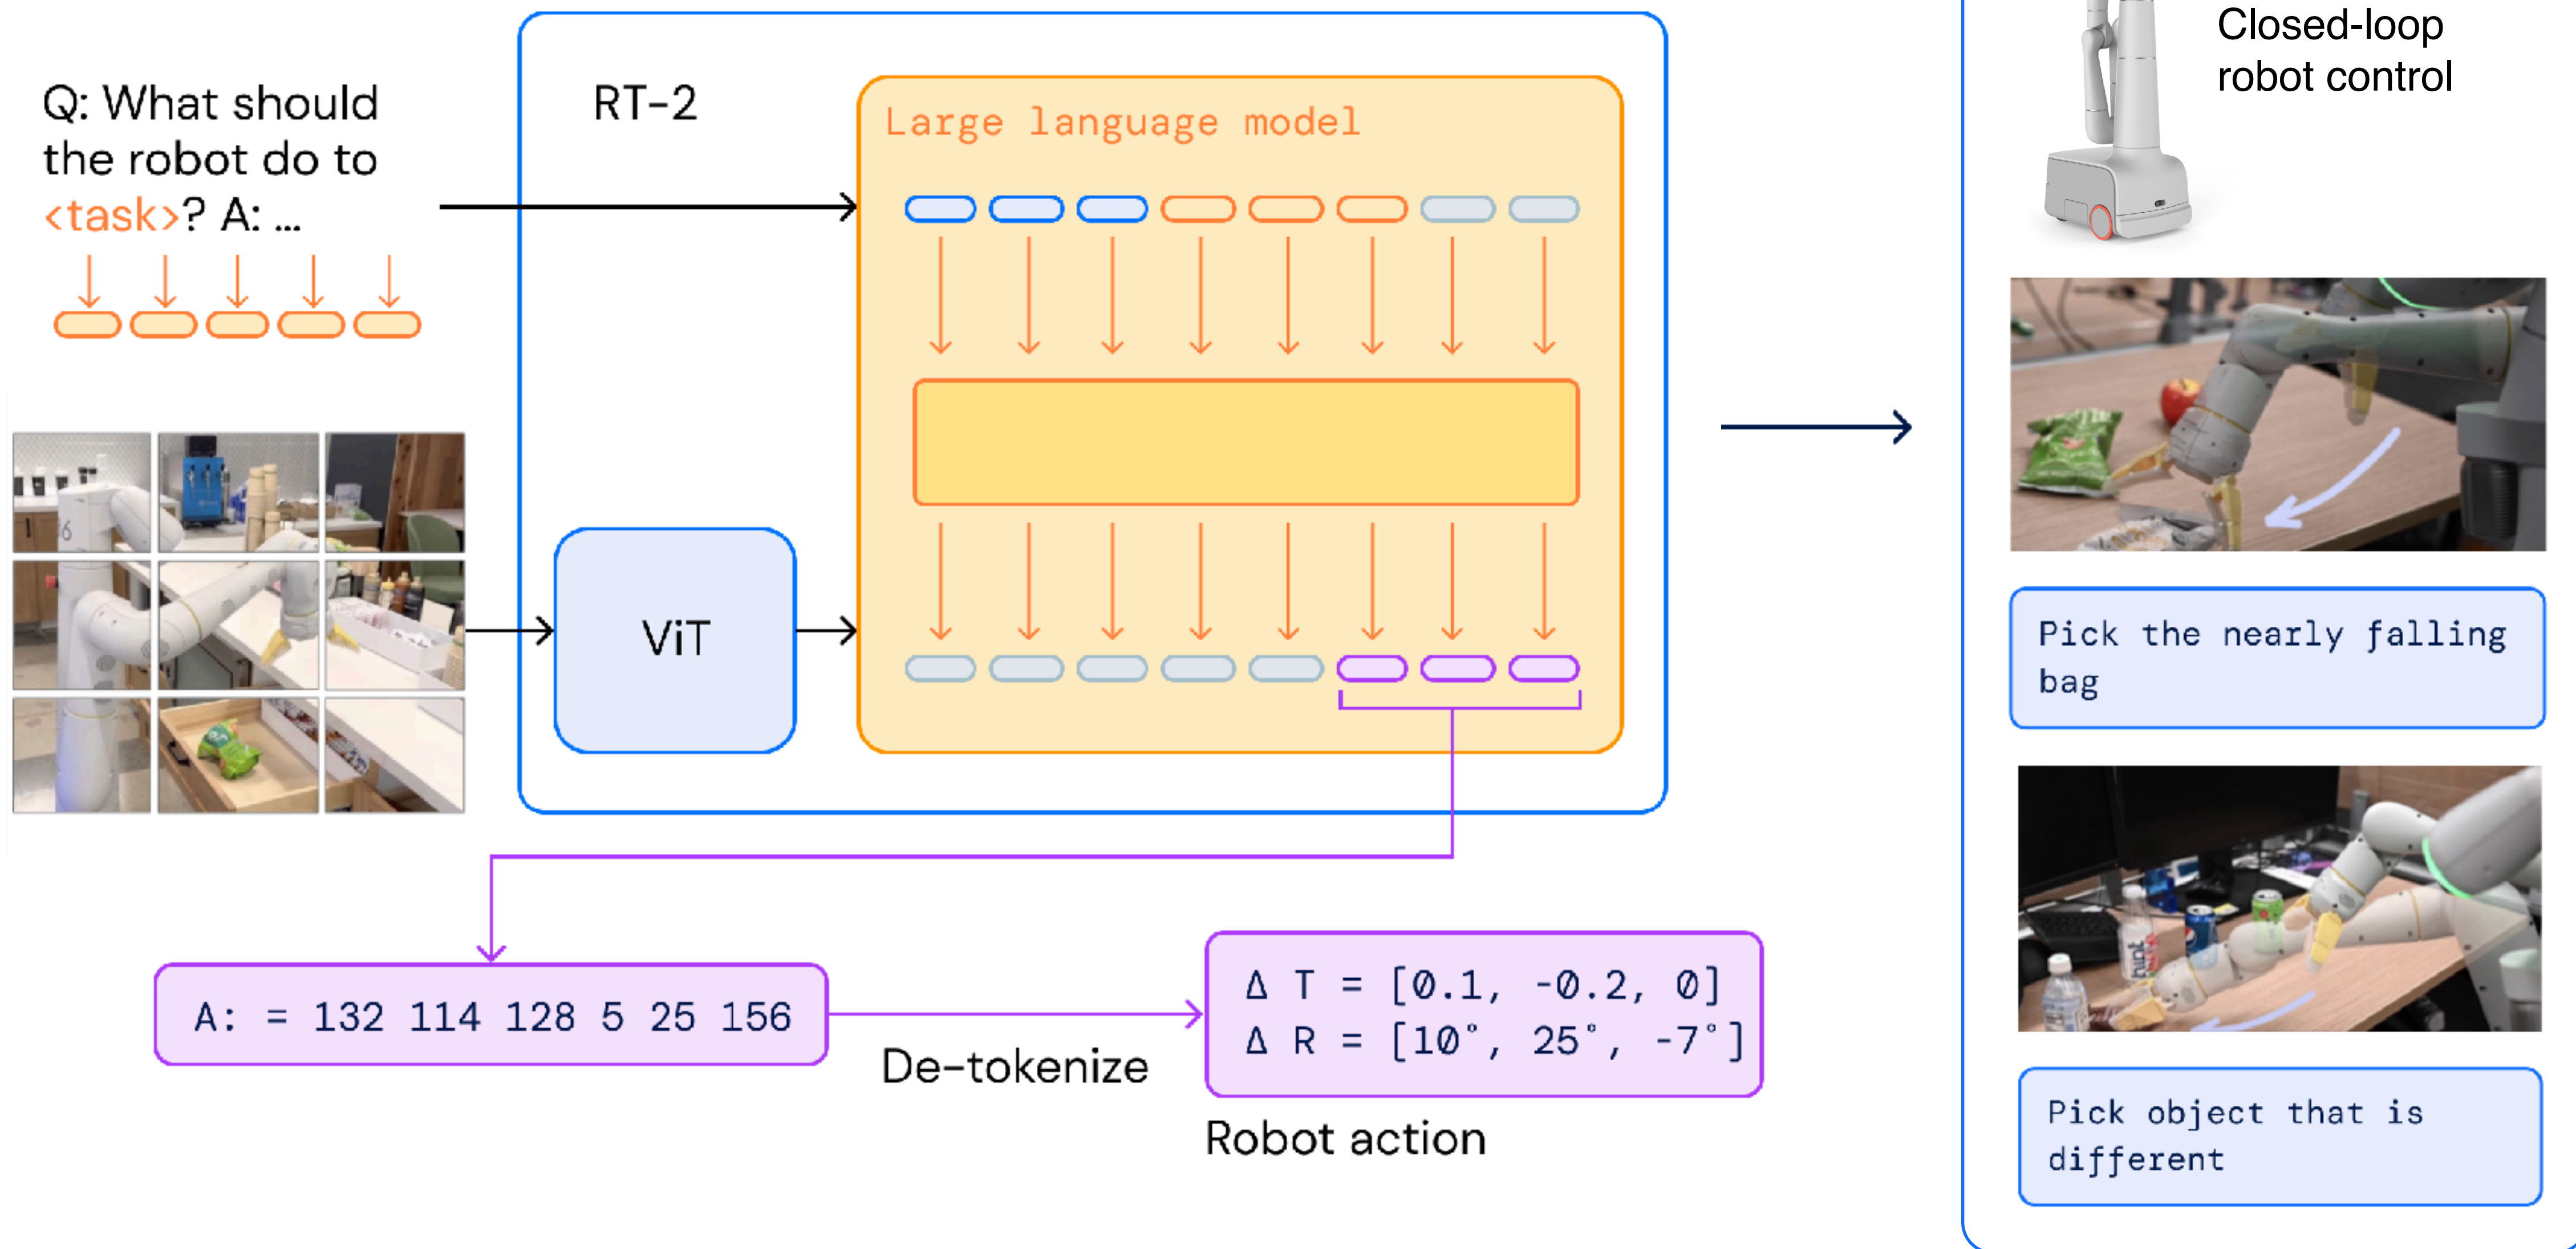 Q: What should
the robot do to
<task>? A: ...
RT-2
Large language model
ViT
A: = 132 114 128 5 25 156
De-tokenize
Δ T = [0.1, -0.2, 0]
Δ R = [10°, 25°, -7°]
Robot action
Closed-loop
robot control
Pick the nearly falling
bag
hint
Pick object that is
different